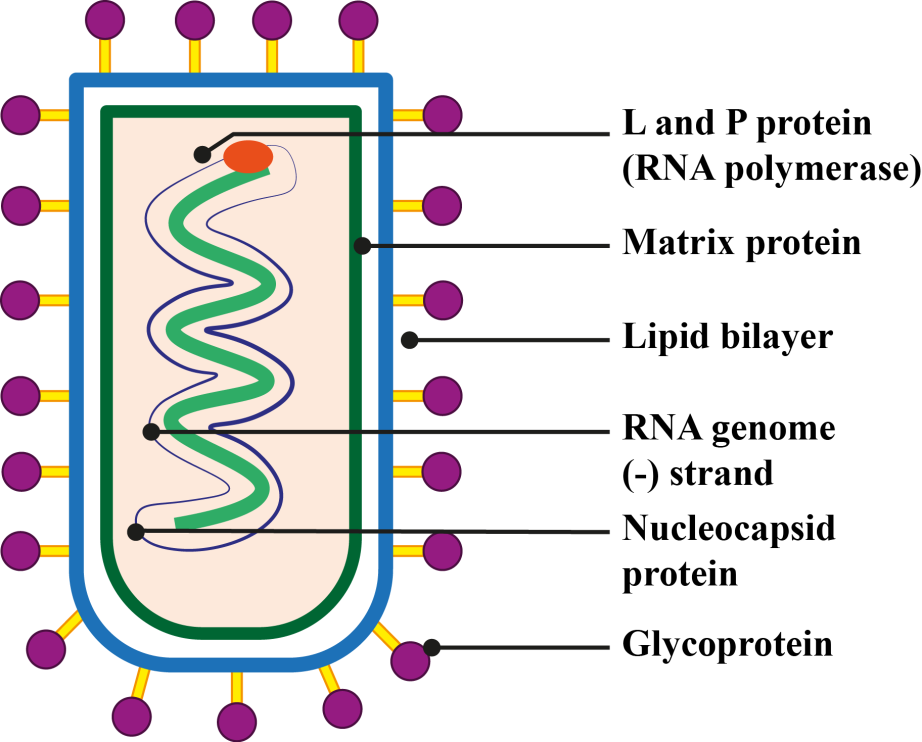 L and P protein
(RNA polymerase)
Matrix protein
Lipid bilayer
RNA genome
(-) strand
Nucleocapsid
protein
Glycoprotein